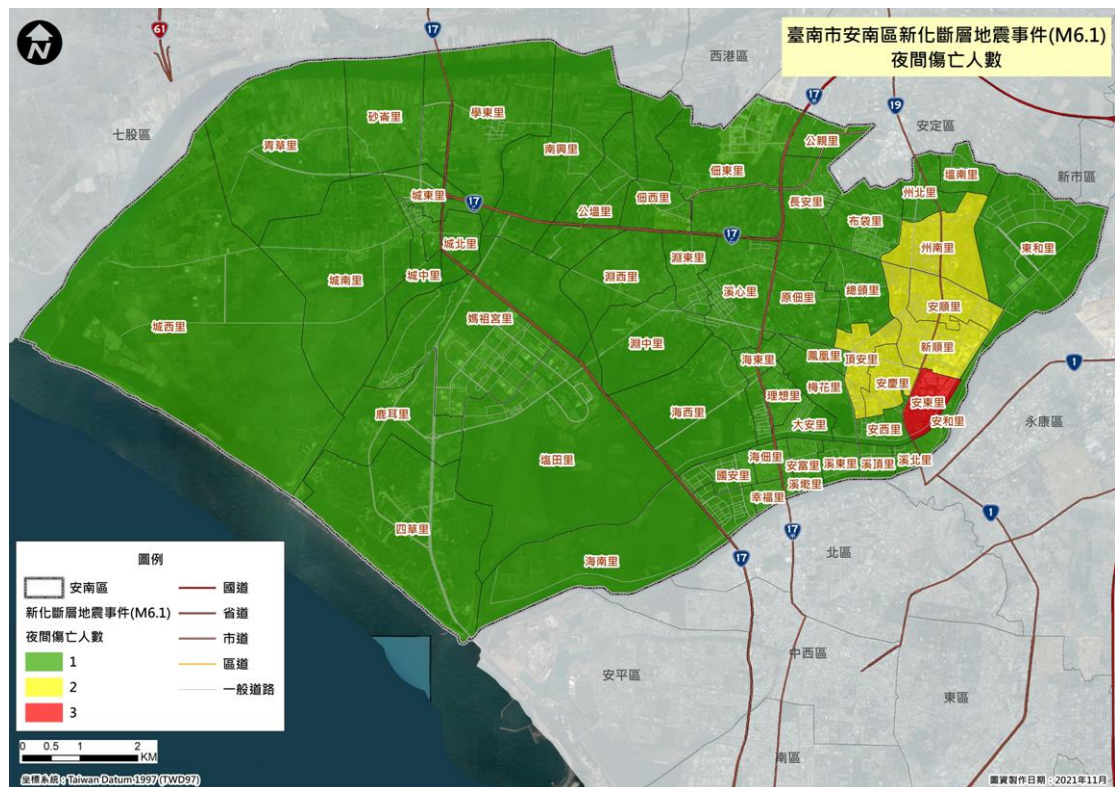 臺南市安南區新化斷層地震事件(M6.1)
夜間傷亡人數
N
61
17
西港區
17
19
安定區
七股區
新市區
砂崙里
學東里
青草里
南興里
公親里
佃東里
塭南里
州北里
城東里
佃西里
長安里
17
公塭里
布袋里
17
城北里
州南里
東和里
淵東里
城南里
城中里
淵西里
溪心里
原佃里
總頭里
安順里
城西里
媽祖宮里
淵中里
新順里
海東里
鳳凰里
頂安里
1
理想里
梅花里
安慶里
鹿耳里
海西里
安東里
大安里
安西里
安和里
永康區
塩田里
海佃里
安富里
溪東里
溪頂里
溪北里
國安里
溪墘里
幸福里
1
四草里
17
17
北區
海南里
中西區
安平區
東區
南區
圖例
安南區
新化斷層地震事件(M6.1)
夜間傷亡人數
1
2
3
國道
省道
市道
區道
一般道路
0 0.5 1 2
KM
坐標系統：Taiwan Datum 1997 (TWD97)
圖資製作日期：2021年11月